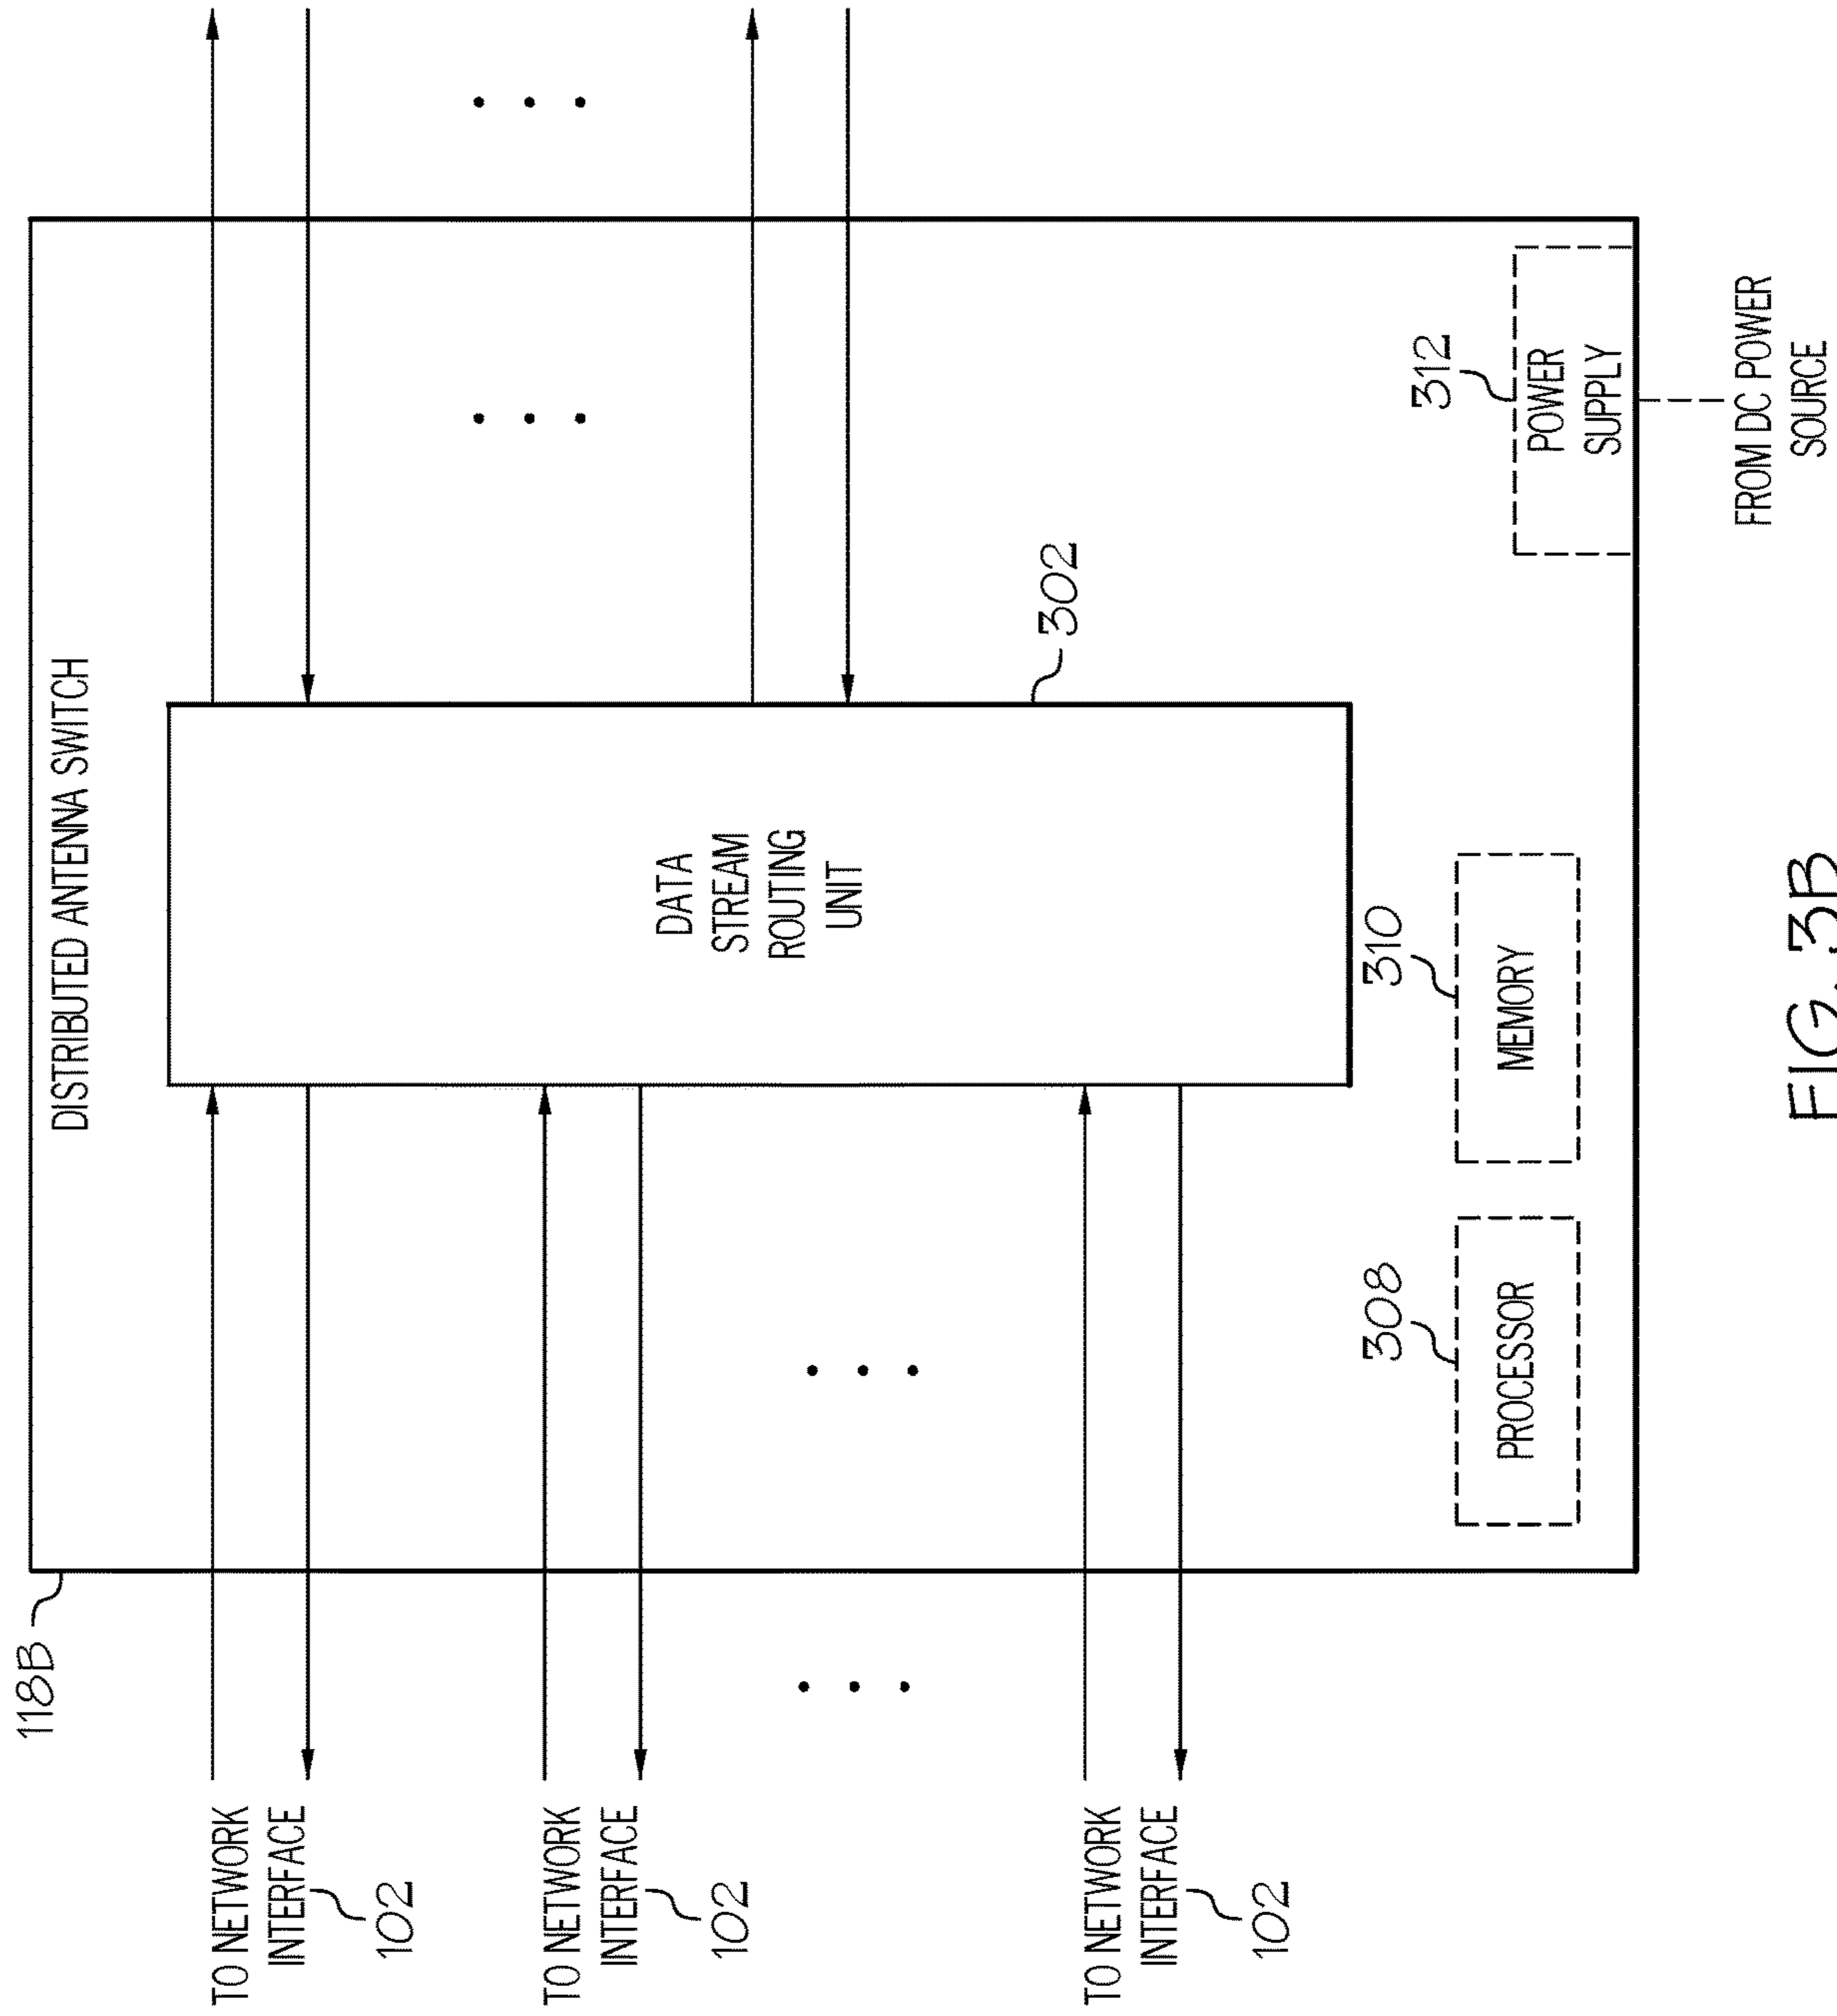 118B
DISTRIBUTED ANTENNA SWITCH
TO NETWORK
INTERFACE
102
TO NETWORK
INTERFACE
102
TO NETWORK
INTERFACE
102
DATA
STREAM
ROUTING
UNIT
302
308
PROCESSOR
310
MEMORY
312
POWER
SUPPLY
FROM DC POWER
SOURCE
FIG. 3B